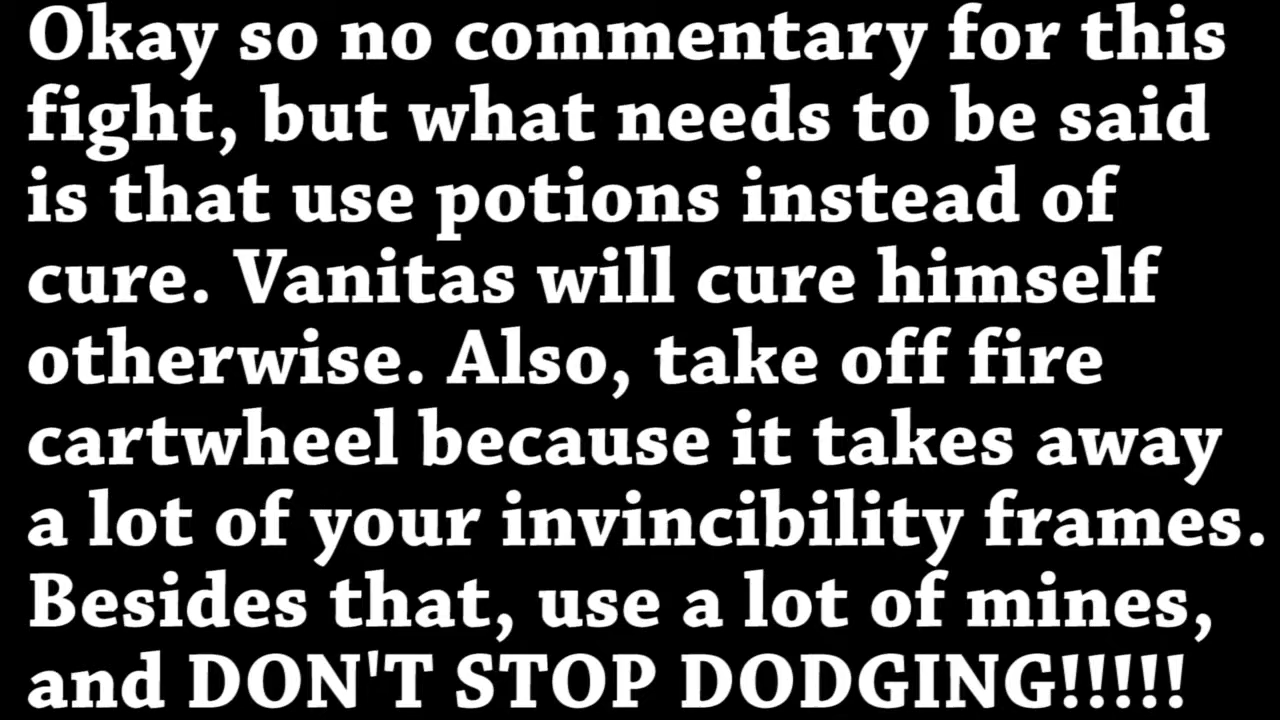 Okay so no commentary for this
fight, but what needs to be said
is that use potions instead of
cure. Vanitas will cure himself
otherwise. Also, take off fire
cartwheel because it takes away
a lot of your invincibility frames.
Besides that, use a lot of mines,
and DON'T STOP DODGING!!!!!